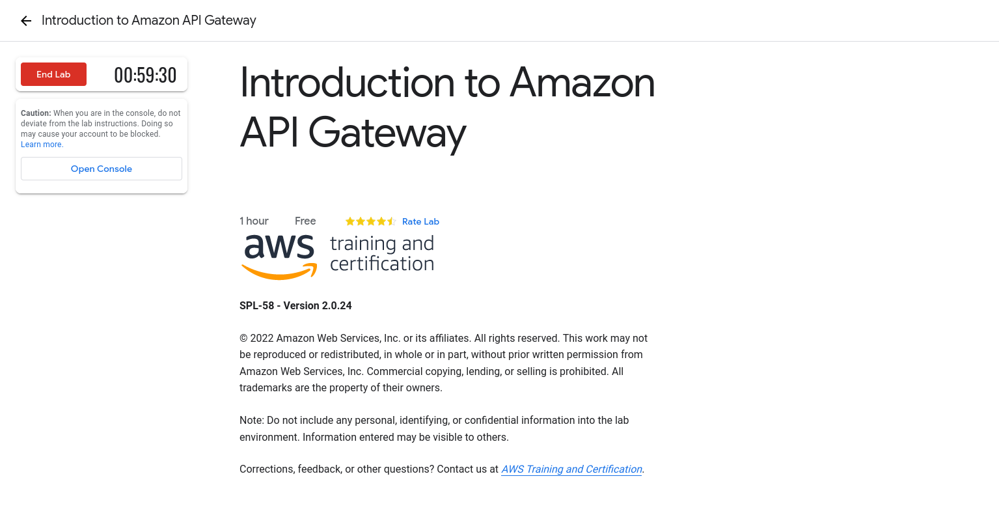 Introduction to Amazon API Gateway
End Lab
00:59:30
Caution: When you are in the console, do not
deviate from the lab instructions. Doing so
may cause your account to be blocked.
Learn more.
Open Console
Introduction to Amazon
API Gateway
1 hour
Free
Rate Lab
aws
training and
certification
SPL-58 - Version 2.0.24
© 2022 Amazon Web Services, Inc. or its affiliates. All rights reserved. This work may not
be reproduced or redistributed, in whole or in part, without prior written permission from
Amazon Web Services, Inc. Commercial copying, lending, or selling is prohibited. All
trademarks are the property of their owners.
Note: Do not include any personal, identifying, or confidential information into the lab
environment. Information entered may be visible to others.
Corrections, feedback, or other questions? Contact us at AWS Training and Certification.